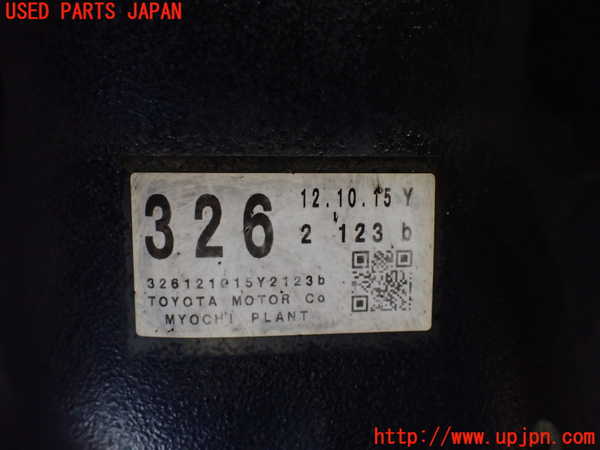 USED PARTS JAPAN
326
12.10.15 Y
2 123 b
326121015Y2123b
TOYOTA MOTOR Co
MYOCHI PLANT
http://www.upjpn.com/